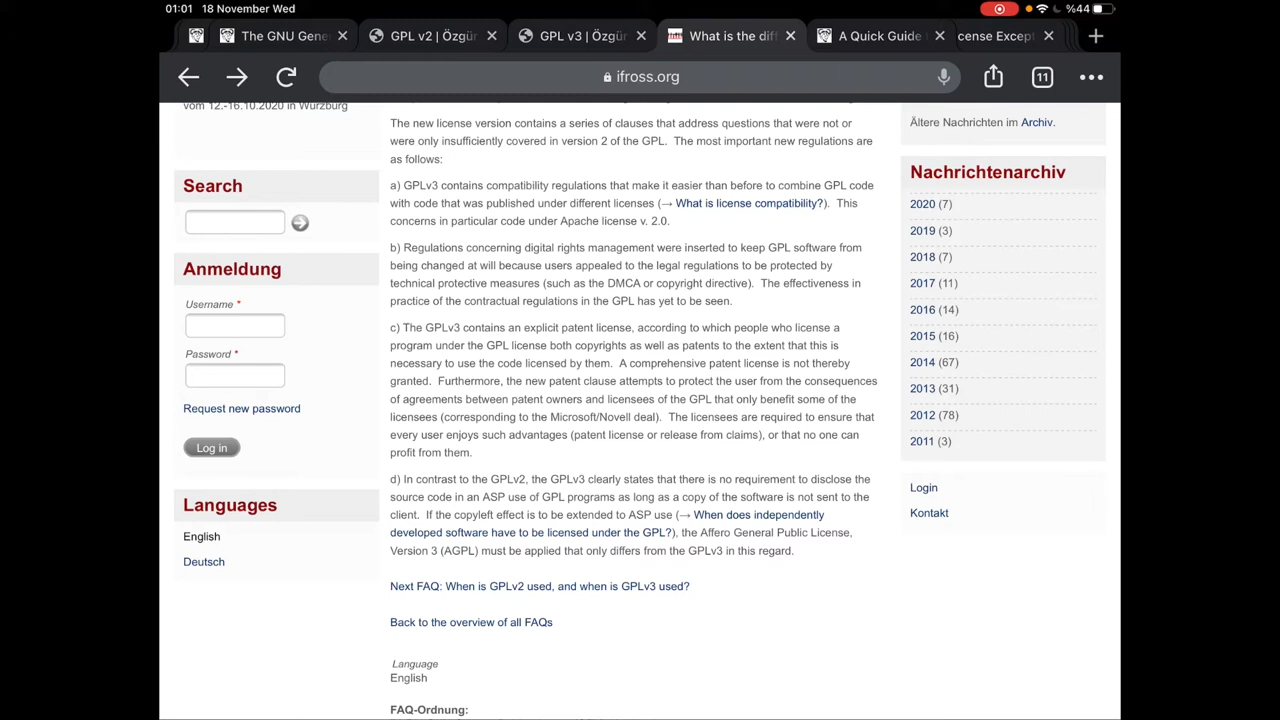 01:01 18 November Wed
%44
The GNU Gene
GPL v2 | Özgür
GPL v3 | Özgür
What is the diff
A Quick Guide
cense Except
ifross.org
11
vom 12.-16.10.2020 in Würzburg
Search
Anmeldung
Username *
Password *
Request new password
Log in
Languages
English
Deutsch
The new license version contains a series of clauses that address questions that were not or
were only insufficiently covered in version 2 of the GPL. The most important new regulations are
as follows:
a) GPLv3 contains compatibility regulations that make it easier than before to combine GPL code
with code that was published under different licenses (→ What is license compatibility?). This
concerns in particular code under Apache license v. 2.0.
b) Regulations concerning digital rights management were inserted to keep GPL software from
being changed at will because users appealed to the legal regulations to be protected by
technical protective measures (such as the DMCA or copyright directive). The effectiveness in
practice of the contractual regulations in the GPL has yet to be seen.
c) The GPLv3 contains an explicit patent license, according to which people who license a
program under the GPL license both copyrights as well as patents to the extent that this is
necessary to use the code licensed by them. A comprehensive patent license is not thereby
granted. Furthermore, the new patent clause attempts to protect the user from the consequences
of agreements between patent owners and licensees of the GPL that only benefit some of the
licensees (corresponding to the Microsoft/Novell deal). The licensees are required to ensure that
every user enjoys such advantages (patent license or release from claims), or that no one can
profit from them.
d) In contrast to the GPLv2, the GPLv3 clearly states that there is no requirement to disclose the
source code in an ASP use of GPL programs as long as a copy of the software is not sent to the
client. If the copyleft effect is to be extended to ASP use (→ When does independently
developed software have to be licensed under the GPL?), the Affero General Public License,
Version 3 (AGPL) must be applied that only differs from the GPLv3 in this regard.
Next FAQ: When is GPLv2 used, and when is GPLv3 used?
Back to the overview of all FAQs
Language
English
FAQ-Ordnung:
Ältere Nachrichten im Archiv.
Nachrichtenarchiv
2020 (7)
2019 (3)
2018 (7)
2017 (11)
2016 (14)
2015 (16)
2014 (67)
2013 (31)
2012 (78)
2011 (3)
Login
Kontakt